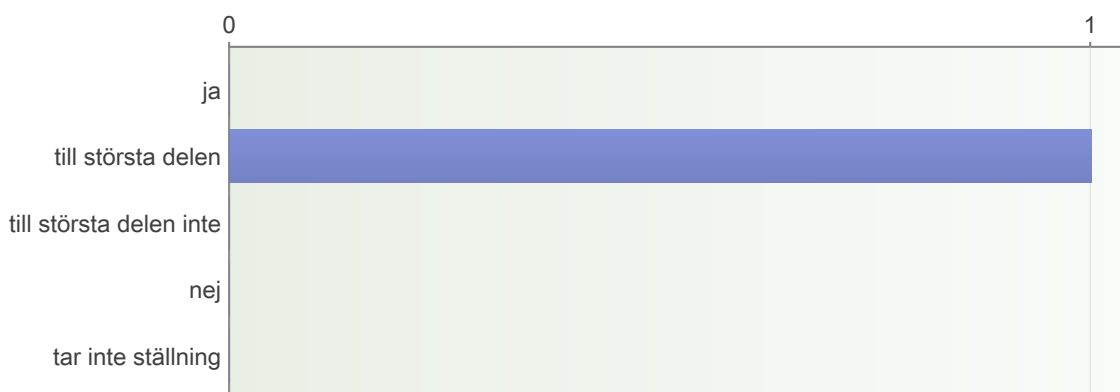 0 1
ja
till största delen
till största delen inte
nej
tar inte ställning